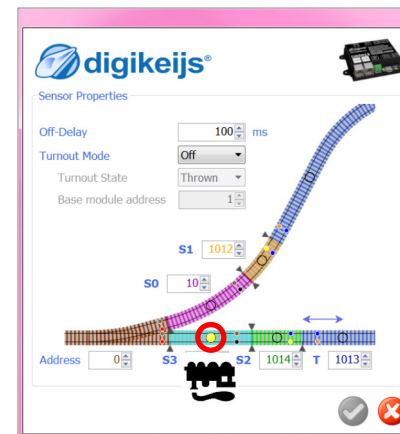 digikeijs®
Sensor Properties
Off-Delay 100 ms
Turnout Mode Off
Turnout State Thrown
Base module address 1
S1 1012
S0 10
Address 0 S3 S2 1014 T 1013